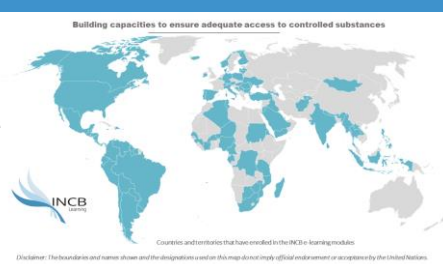 Building capacities to ensure adequate access to controlled substances
INCB
Learning
Countries and territories that have enrolled in the INCB e-learning modules
Disclaimer: The boundaries and names shown and the designations used on this map do not imply official endorsement or acceptance by the United Nations.